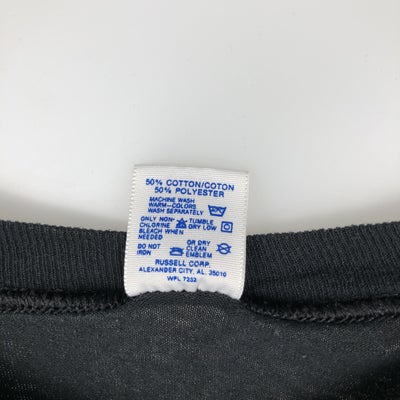 50% COTTON/COTON
50% POLYESTER
MACHINE WASH
WARM-COLORS
WASH SEPARATELY
ONLY NON- TUMBLE
CHLORINE DRY LOW
BLEACH WHEN
NEEDED
DO NOT
IRON
OR DRY
CLEAN
EMBLEM
RUSSELL CORP.
ALEXANDER CITY, AL. 35010
WPL 7232